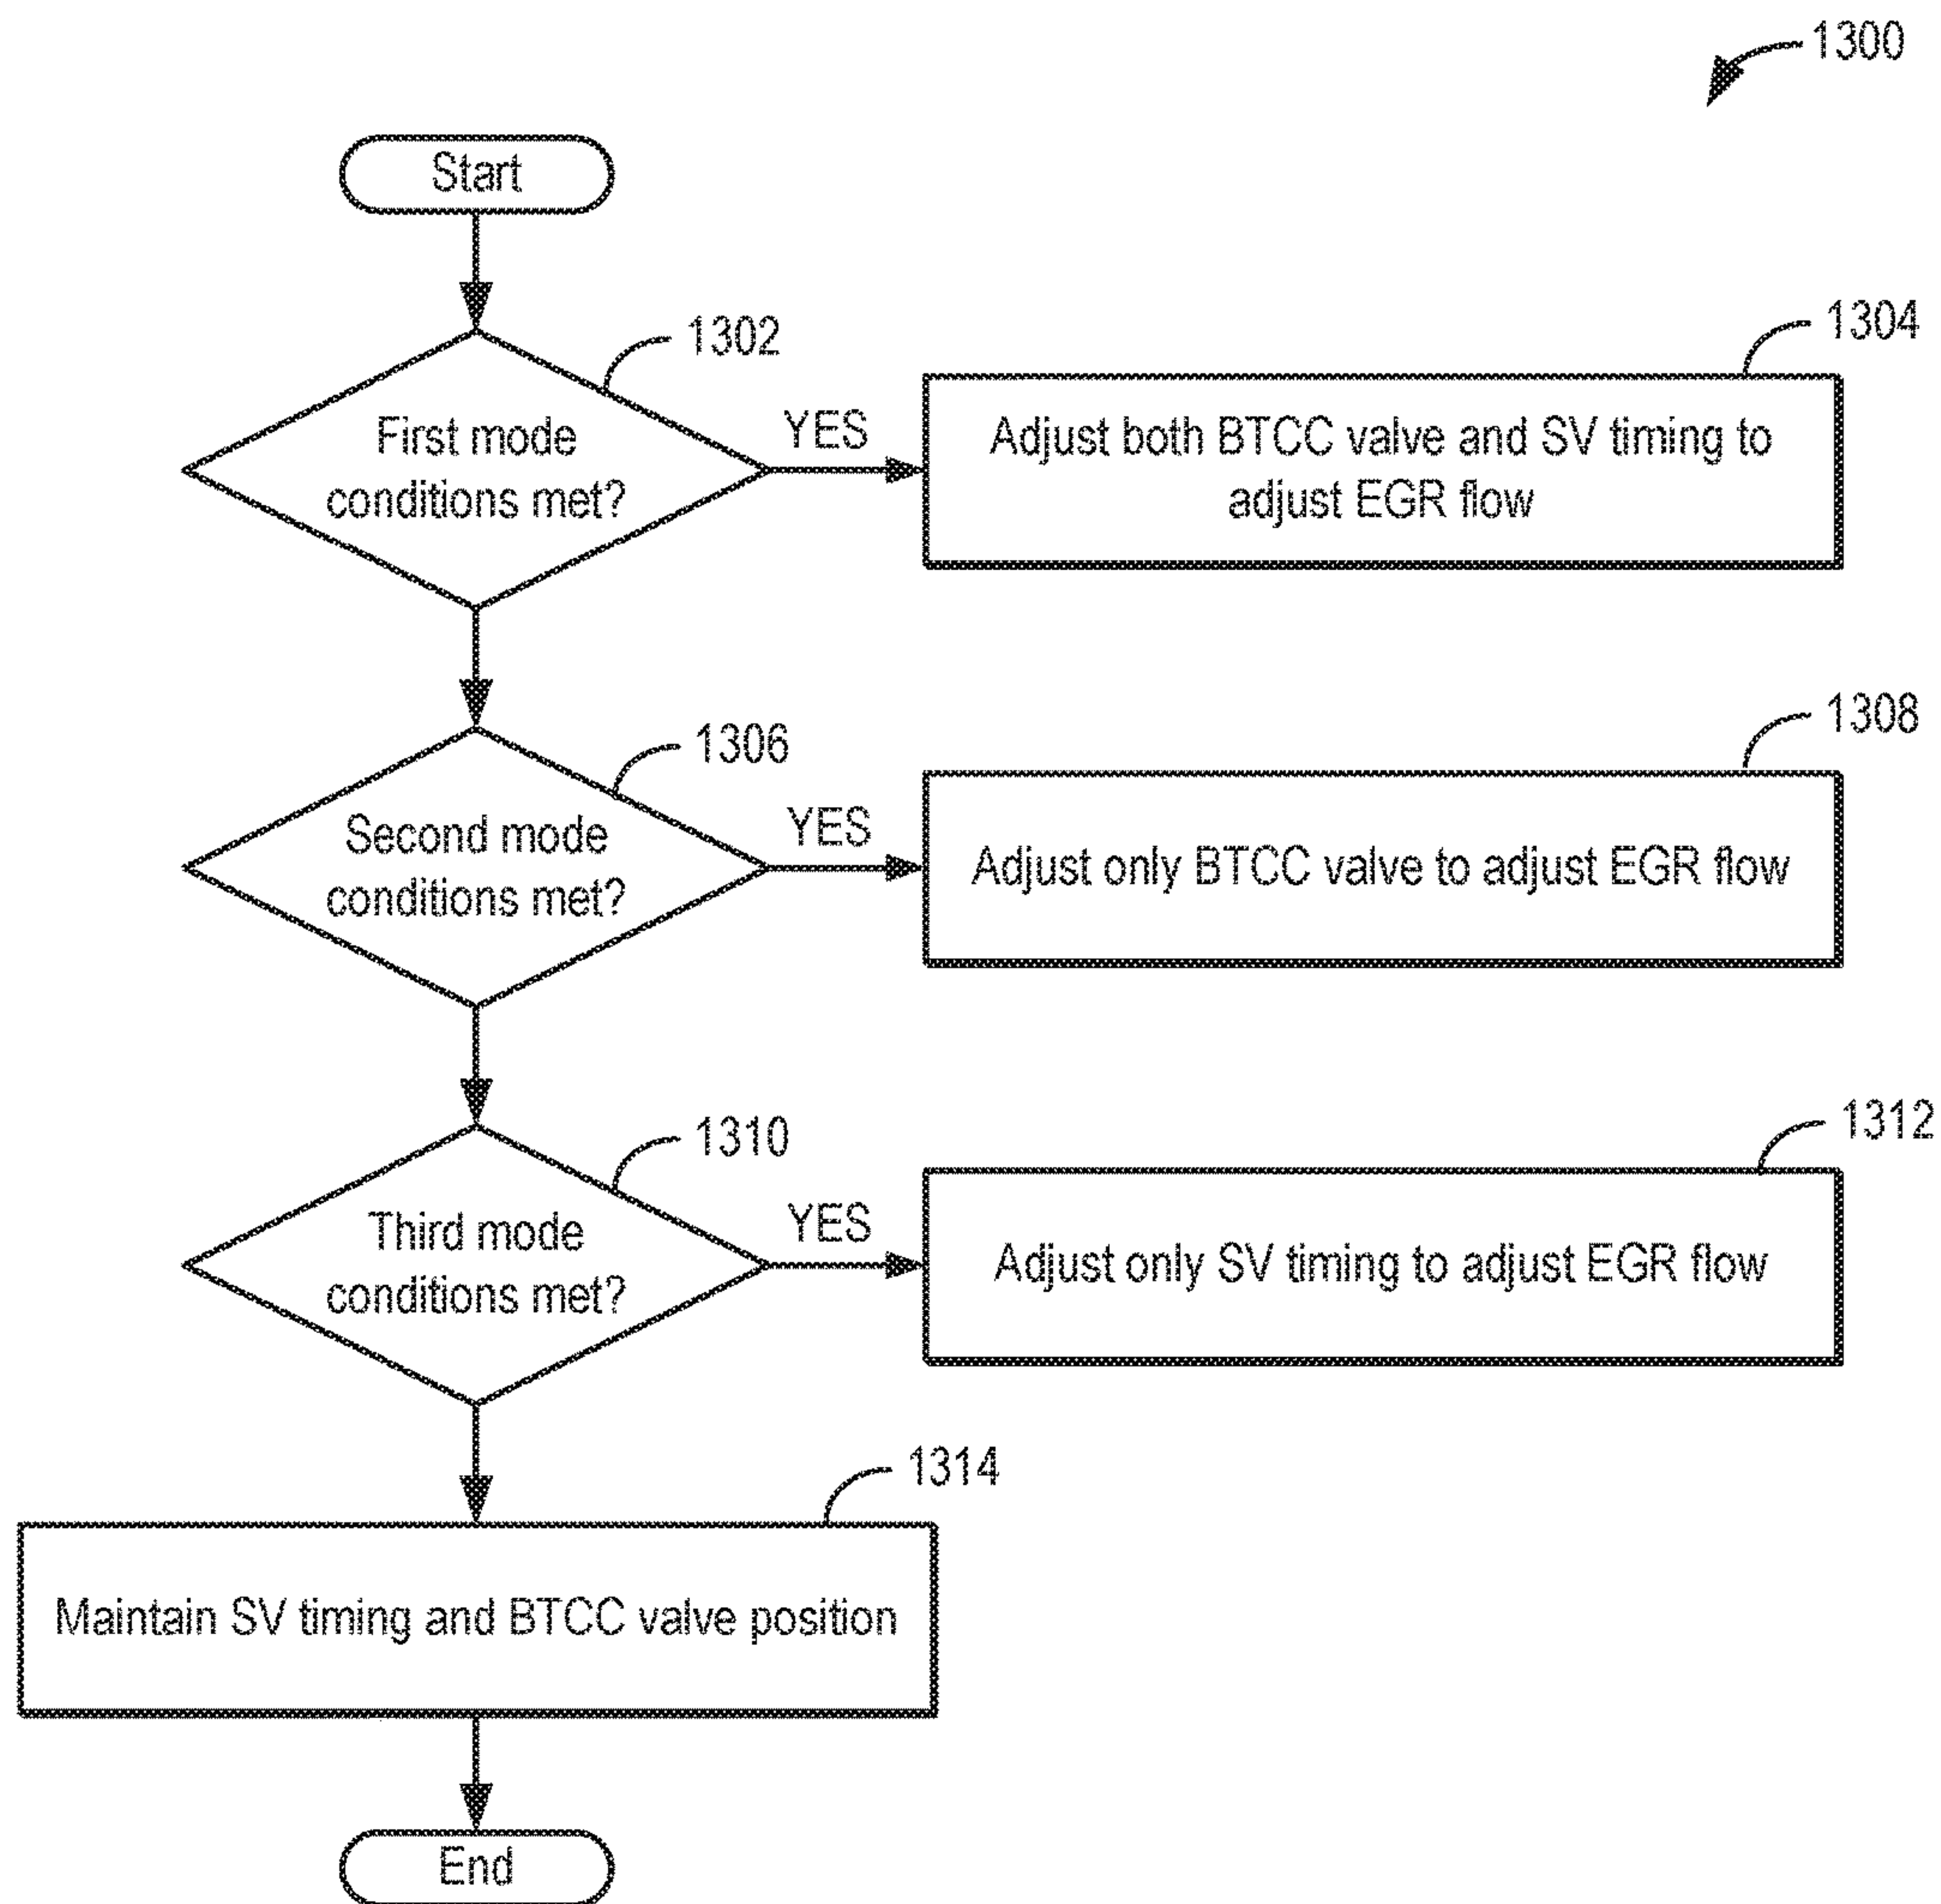 1300
Start
1302
First mode
conditions met?
YES
1304
Adjust both BTCC valve and SV timing to
adjust EGR flow
1306
Second mode
conditions met?
YES
1308
Adjust only BTCC valve to adjust EGR flow
1310
Third mode
conditions met?
YES
1312
Adjust only SV timing to adjust EGR flow
1314
Maintain SV timing and BTCC valve position
End